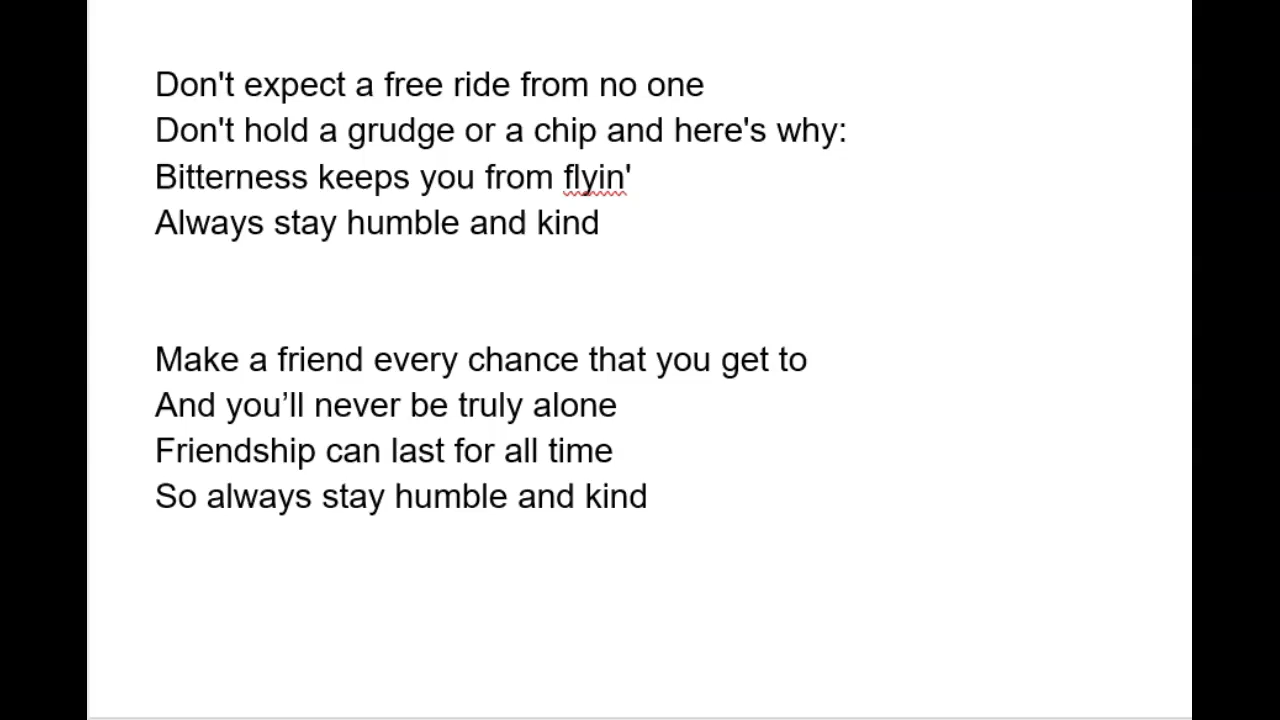 Don't expect a free ride from no one
Don't hold a grudge or a chip and here's why:
Bitterness keeps you from flyin'
Always stay humble and kind
Make a friend every chance that you get to
And you’ll never be truly alone
Friendship can last for all time
So always stay humble and kind